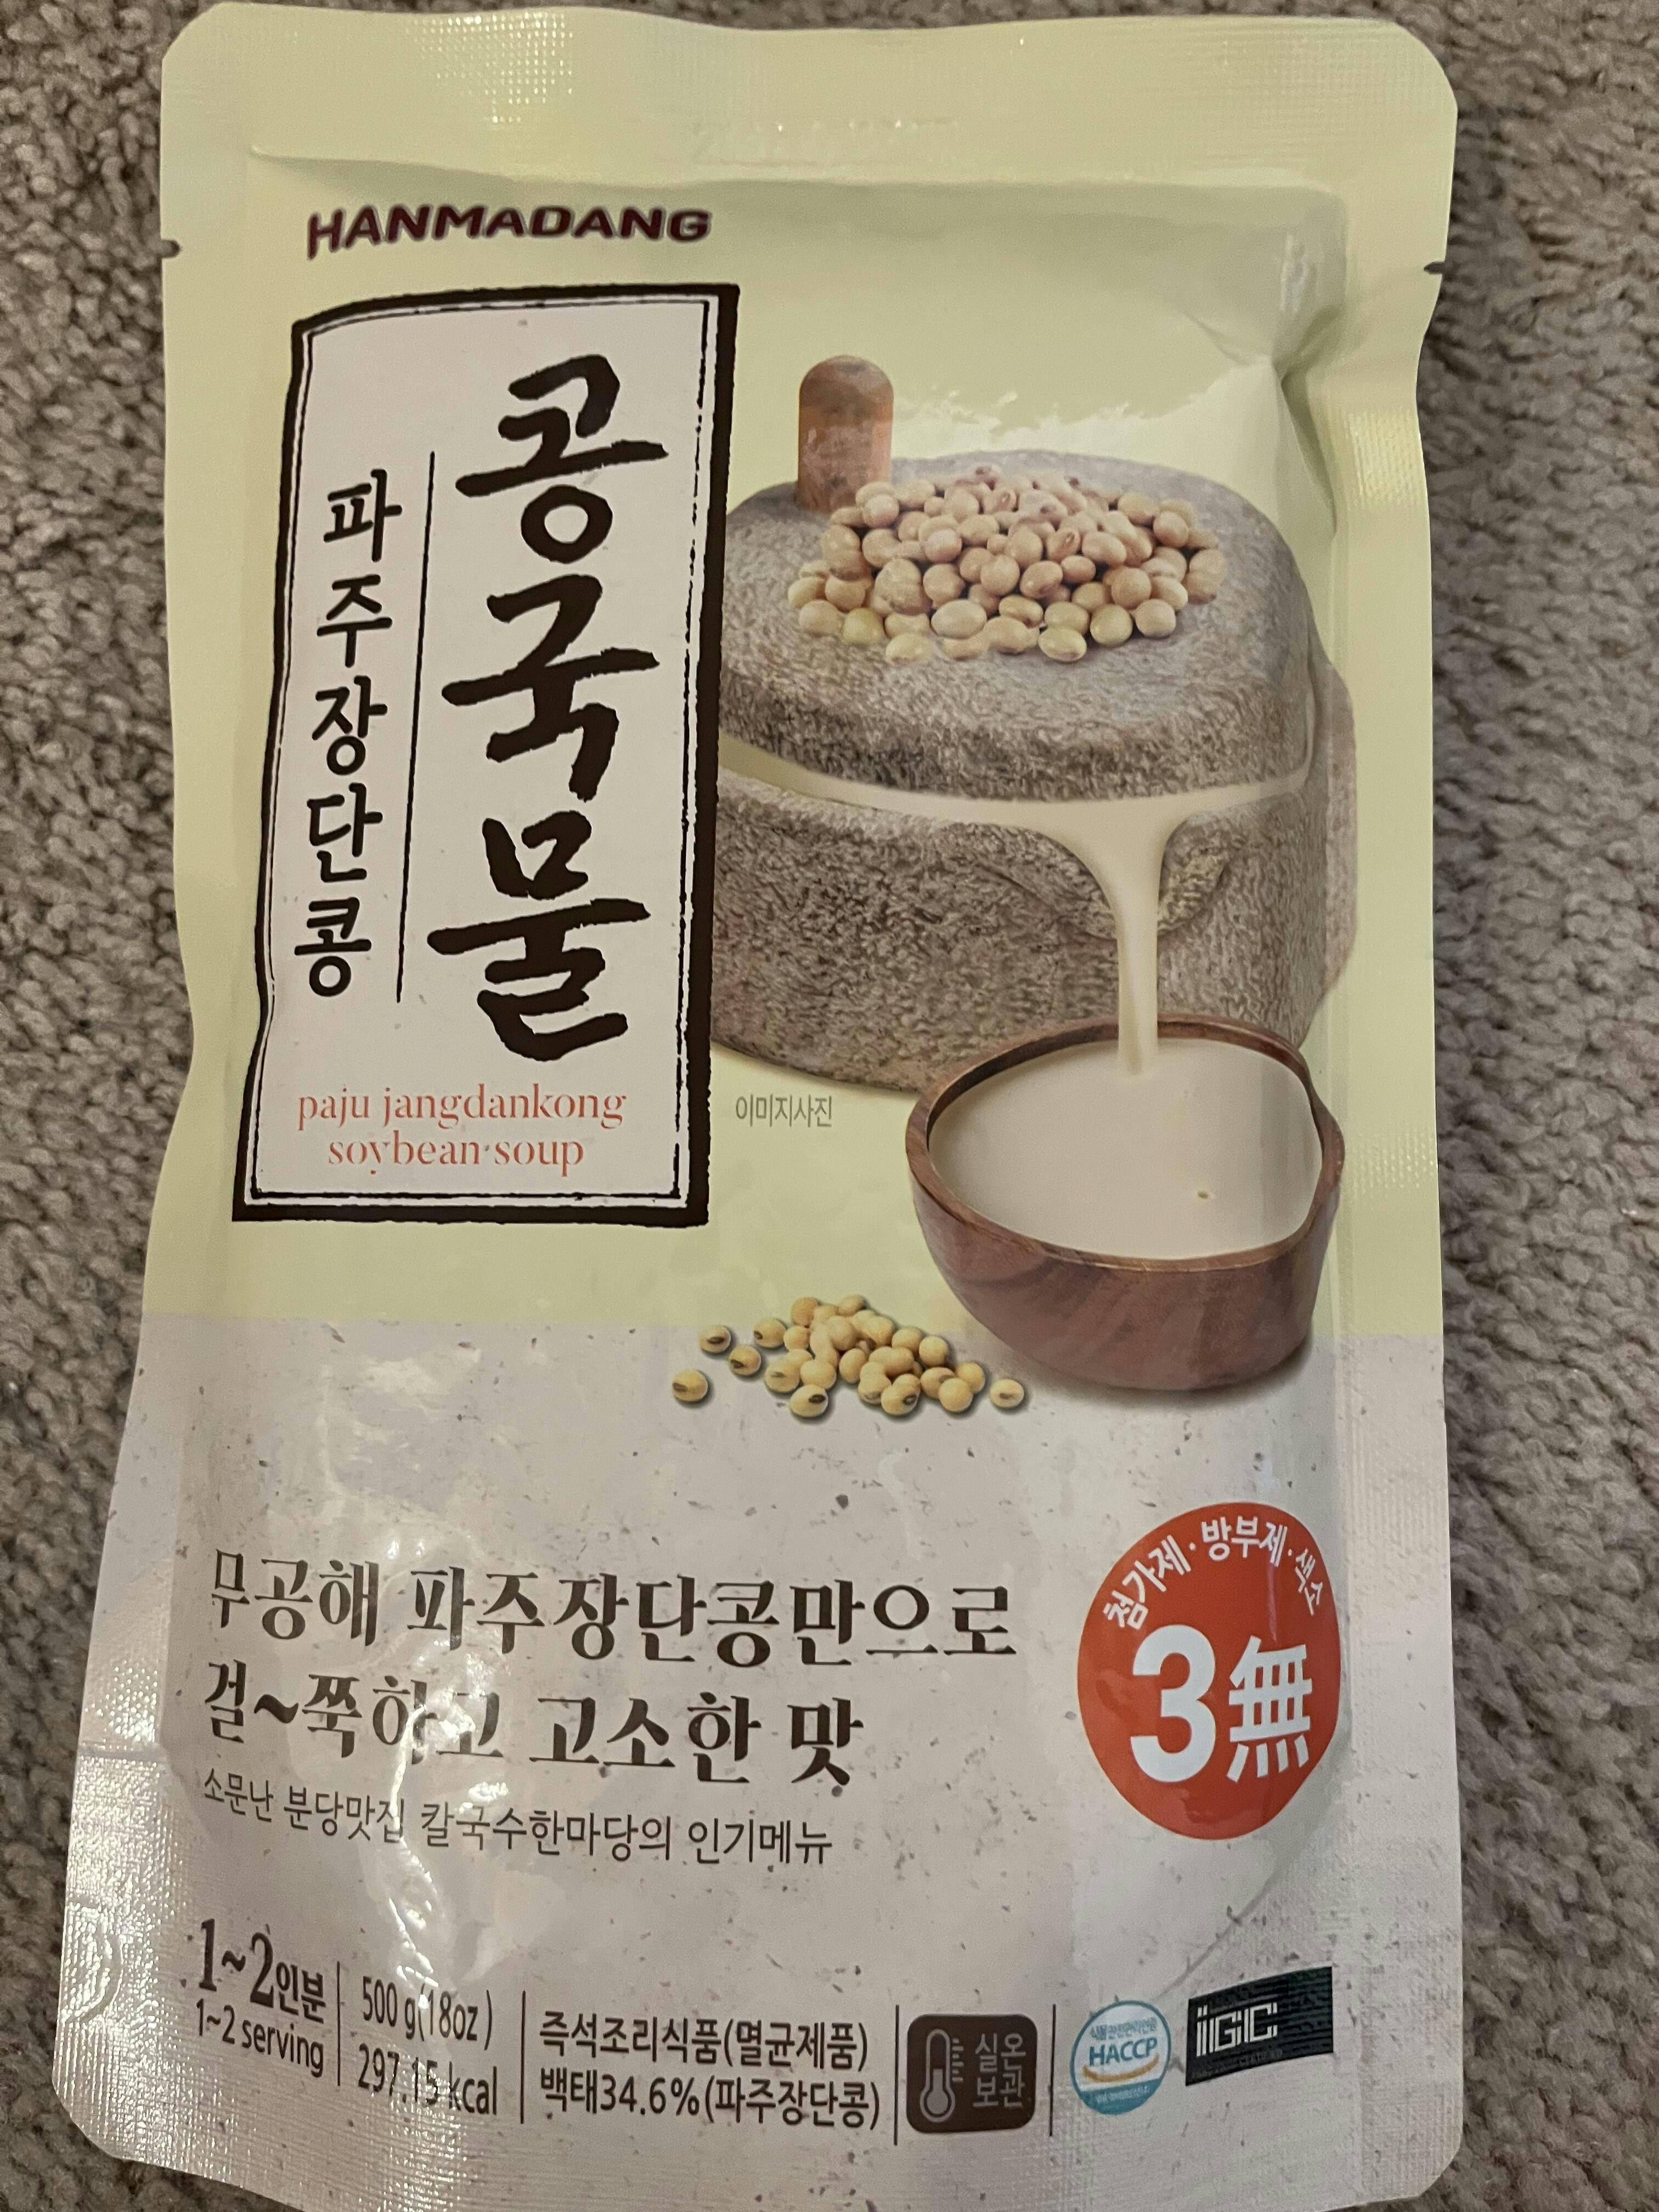 HANMADANG
콩국물
파주장단콩
paju jangdankong
soybean soup
이미지사진
무공해 파주장단콩만으로
걸~쭉하고 고소한 맛
소문난 분당맛집 칼국수한마당의 인기메뉴
첨가제·방부제·색소
3無
1~2인분
1~2 serving
500 g(18oz)
297.15 kcal
즉석조리식품(멸균제품)
백태34.6%(파주장단콩)
실온
보관
HACCP
IGC